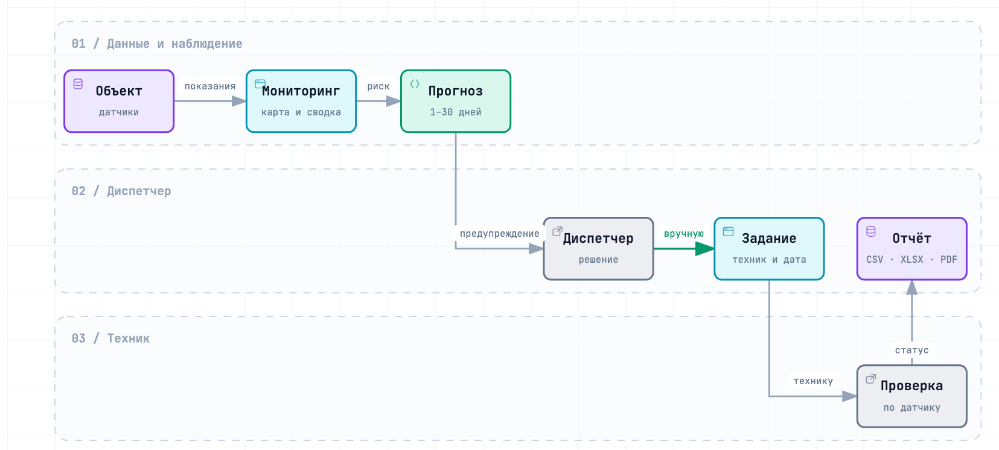 01 / Данные и наблюдение
Объект
датчики
показания
Мониторинг
карта и сводка
риск
Прогноз
1–30 дней
02 / Диспетчер
предупреждение
Диспетчер
решение
вручную
Задание
техник и дата
Отчёт
CSV · XLSX · PDF
03 / Техник
статус
технику
Проверка
по датчику